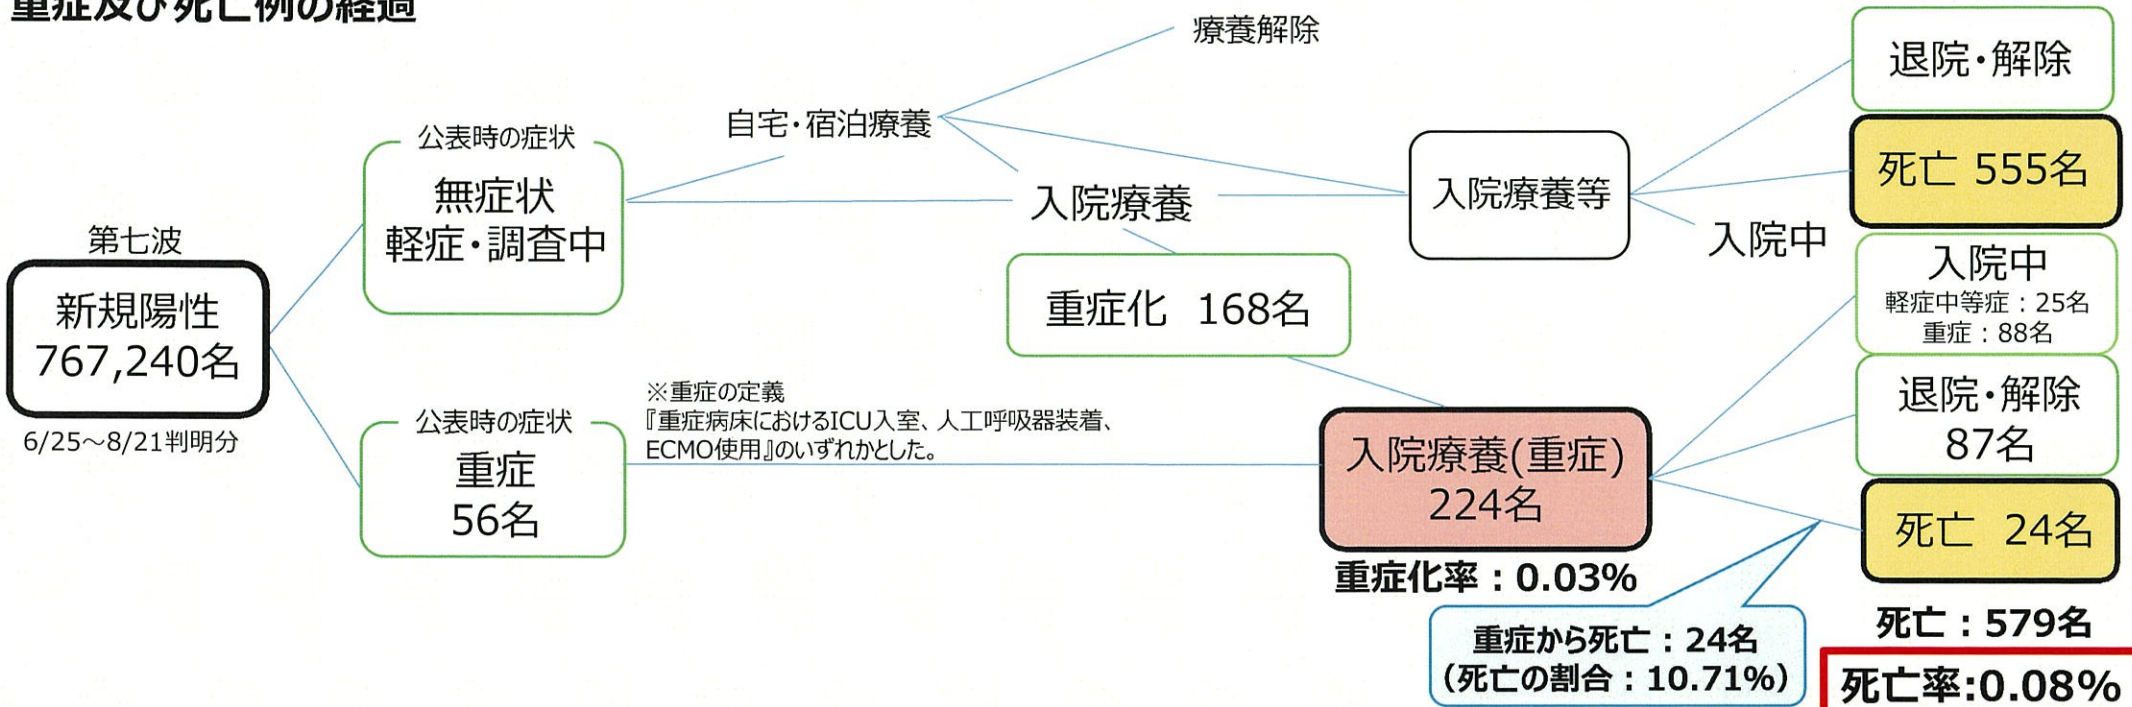 重症及び死亡例の経過
第七波
新規陽性
767,240名
6/25～8/21判明分
公表時の症状
無症状
軽症・調査中
公表時の症状
重症
56名
自宅・宿泊療養
療養解除
入院療養
重症化 168名
※重症の定義
『重症病床におけるICU入室、人工呼吸器装着、
ECMO使用』のいずれかとした。
入院療養等
入院療養(重症)
224名
重症化率：0.03%
退院・解除
死亡 555名
入院中
入院中
軽症中等症：25名
重症：88名
退院・解除
87名
死亡 24名
重症から死亡：24名
（死亡の割合：10.71%）
死亡：579名
死亡率:0.08%